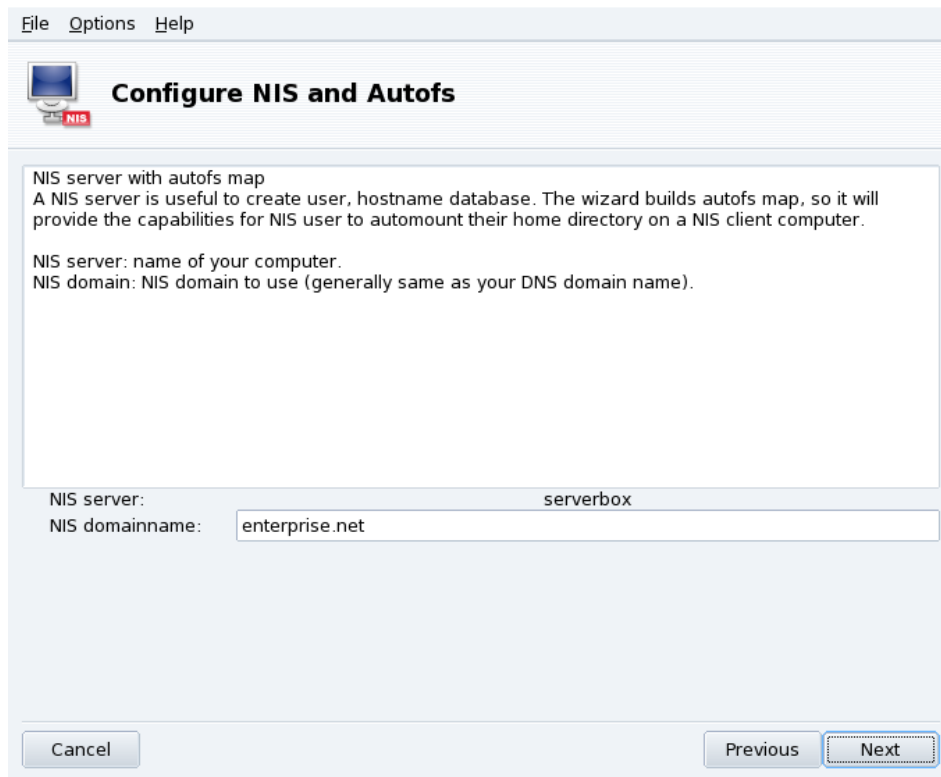 File Options Help
NIS
Configure NIS and Autofs
NIS server with autofs map
A NIS server is useful to create user, hostname database. The wizard builds autofs map, so it will
provide the capabilities for NIS user to automount their home directory on a NIS client computer.
NIS server: name of your computer.
NIS domain: NIS domain to use (generally same as your DNS domain name).
NIS server: serverbox
NIS domainname: enterprise.net
Cancel Previous Next